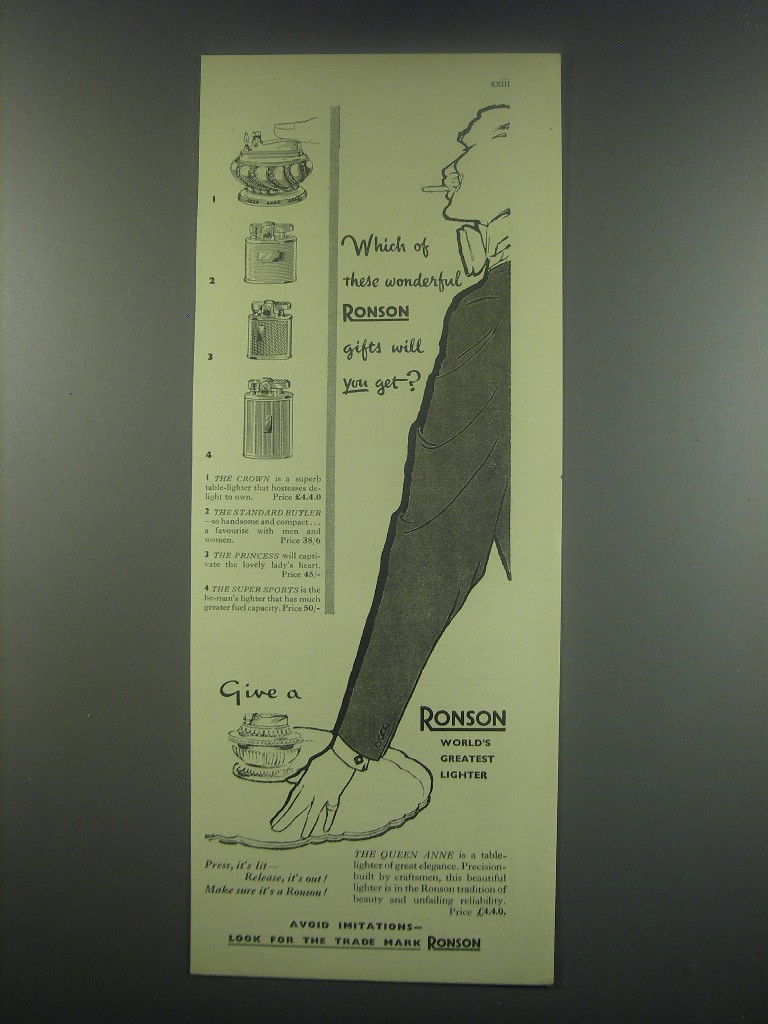 xxiii
1
2
3
4
Which of
these wonderful
RONSON
gifts will
you get?
1 THE CROWN is a superb
table-lighter that hostesses de-
light to own. Price £4.4.0
2 THE STANDARD BUTLER
—so handsome and compact . . .
a favourite with men and
women. Price 38/6
3 THE PRINCESS will capti-
vate the lovely lady's heart.
Price 45/-
4 THE SUPER SPORTS is the
he-man's lighter that has much
greater fuel capacity. Price 50/-
Give a
RONSON
WORLD'S
GREATEST
LIGHTER
Press, it's lit—
Release, it's out!
Make sure it's a Ronson!
THE QUEEN ANNE is a table-
lighter of great elegance. Precision-
built by craftsmen, this beautiful
lighter is in the Ronson tradition of
beauty and unfailing reliability.
Price £4.4.0.
AVOID IMITATIONS—
LOOK FOR THE TRADE MARK RONSON